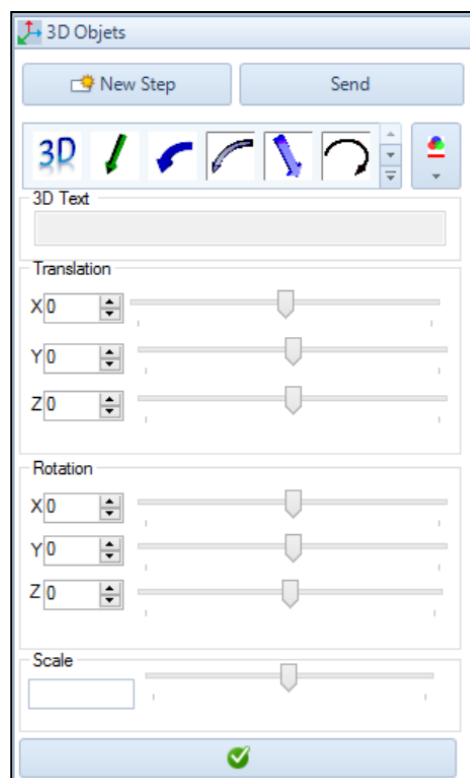 3D Objets
New Step Send
3D
3D Text
Translation
X 0
Y 0
Z 0
Rotation
X 0
Y 0
Z 0
Scale